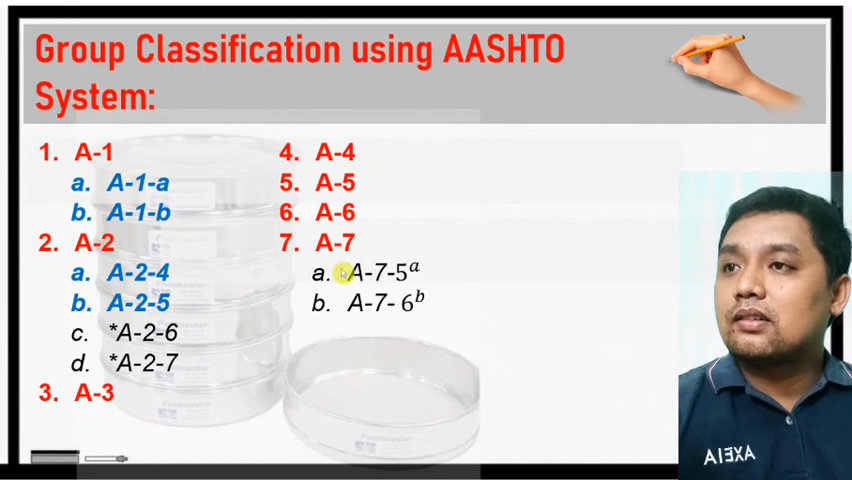 Group Classification using AASHTO
System:
1. A-1
a. A-1-a
b. A-1-b
2. A-2
a. A-2-4
b. A-2-5
c. *A-2-6
d. *A-2-7
3. A-3
4. A-4
5. A-5
6. A-6
7. A-7
a. A-7-5ᵃ
b. A-7- 6ᵇ
AXEIA